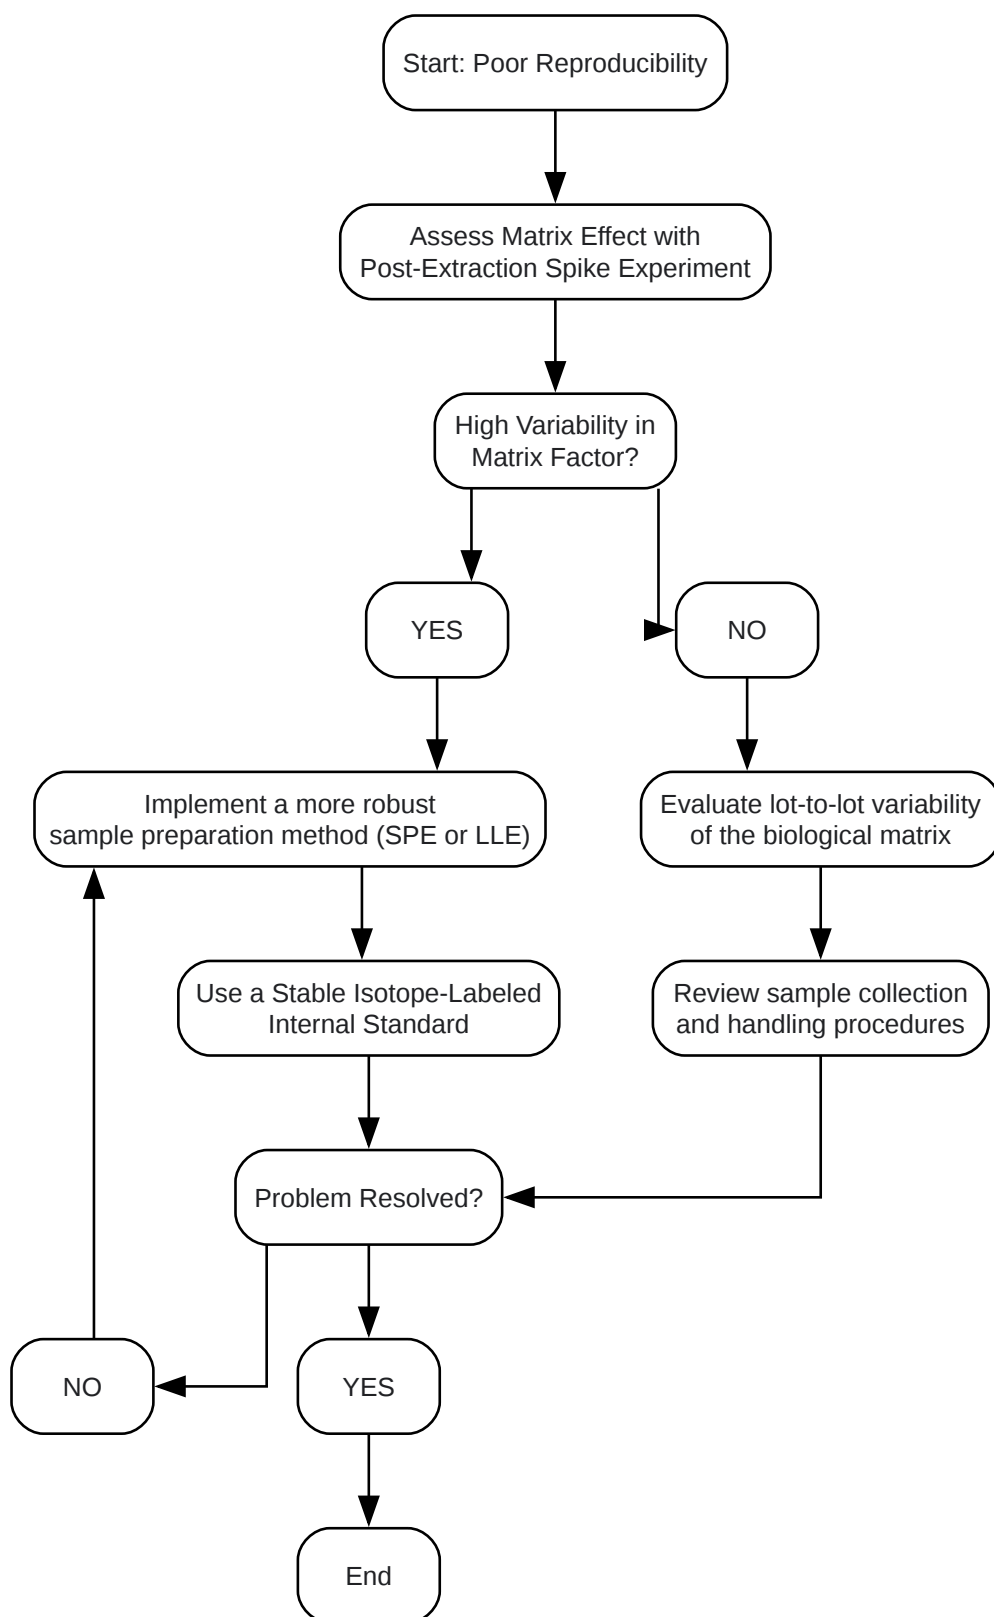 Start: Poor Reproducibility
Assess Matrix Effect with
Post-Extraction Spike Experiment
High Variability in
Matrix Factor?
YES
NO
Implement a more robust
sample preparation method (SPE or LLE)
Evaluate lot-to-lot variability
of the biological matrix
Use a Stable Isotope-Labeled
Internal Standard
Review sample collection
and handling procedures
Problem Resolved?
NO
YES
End